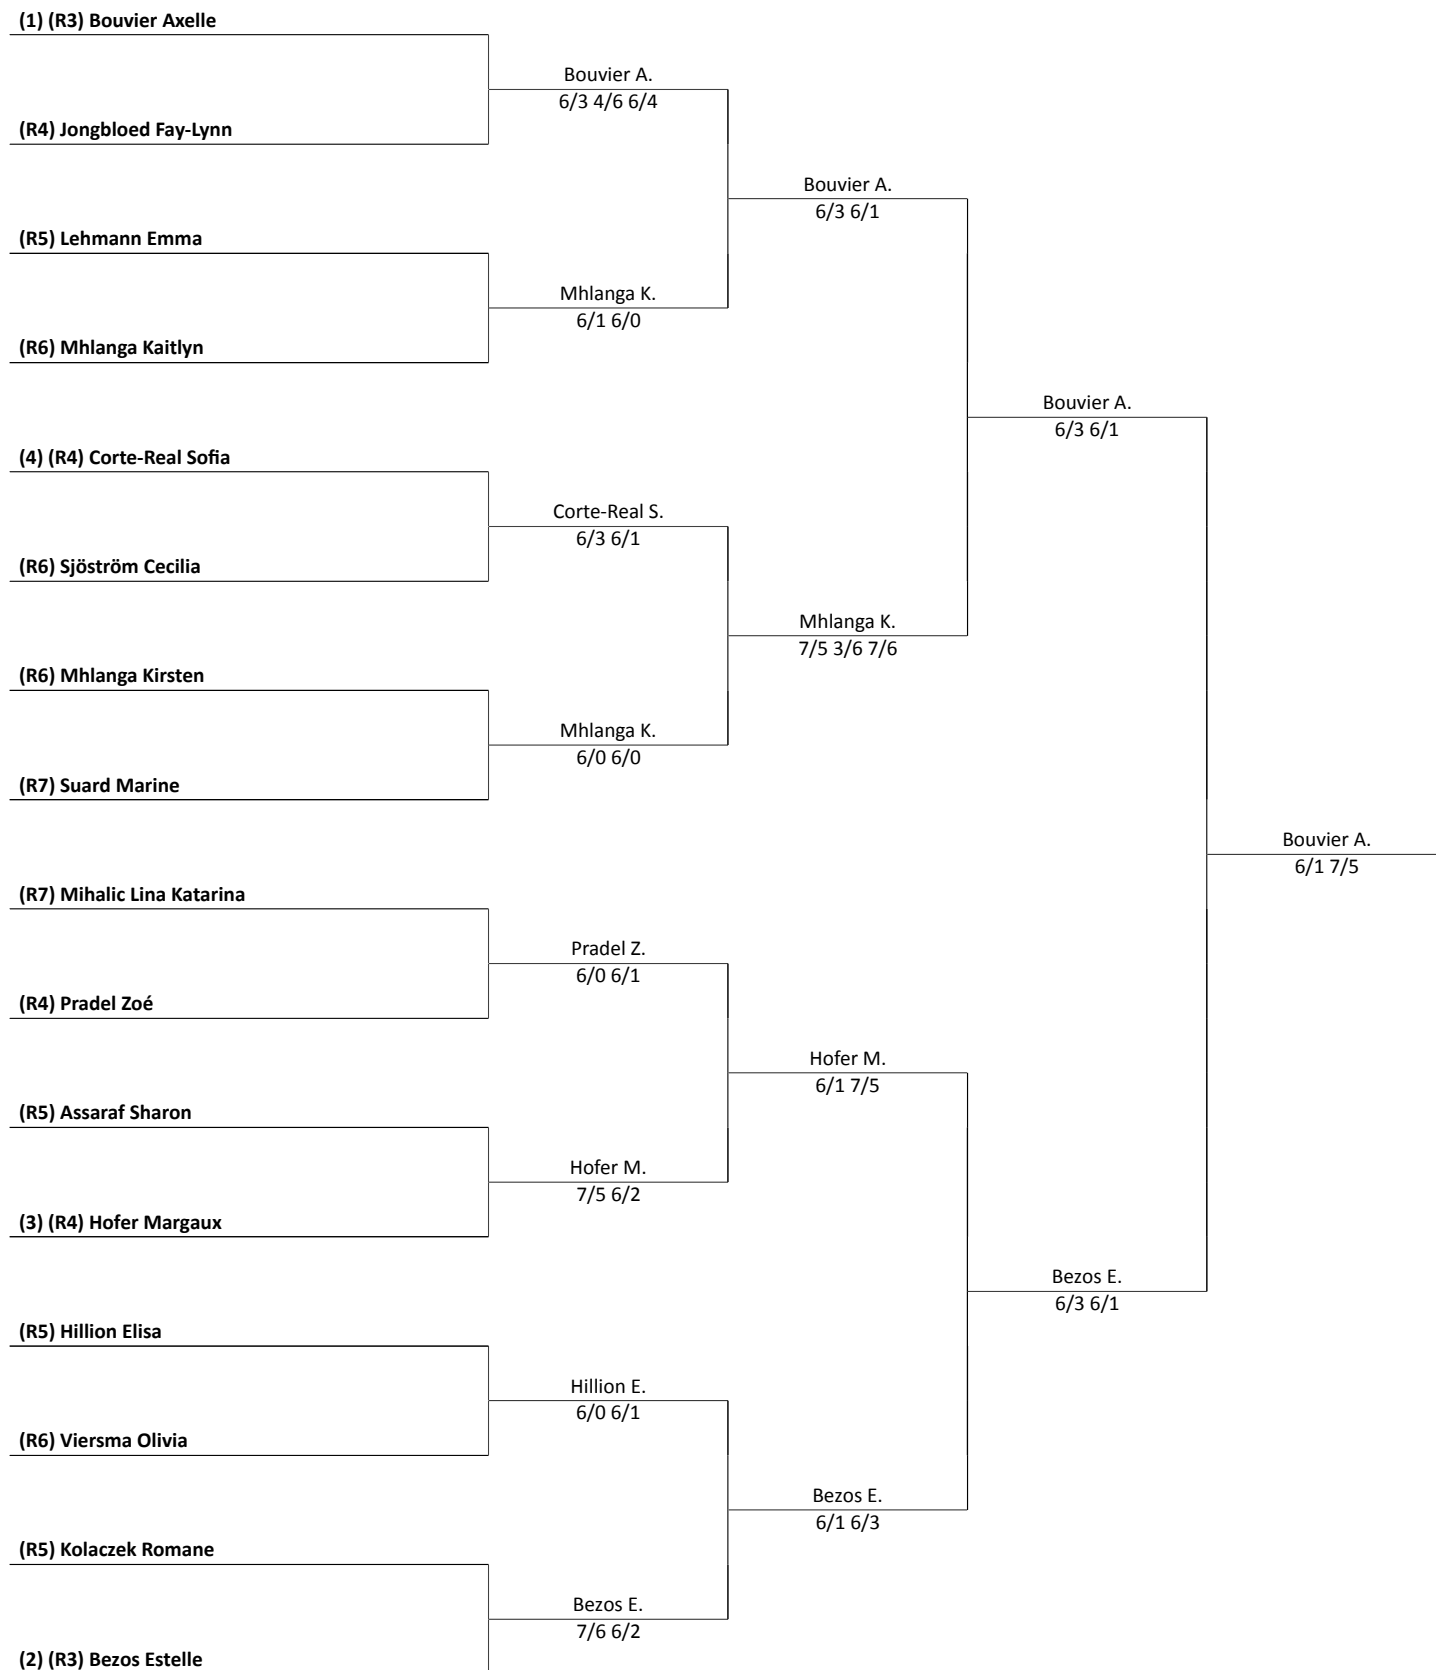 (1) (R3) Bouvier Axelle
Bouvier A.
6/3 4/6 6/4
(R4) Jongbloed Fay-Lynn
Bouvier A.
6/3 6/1
(R5) Lehmann Emma
Mhlanga K.
6/1 6/0
(R6) Mhlanga Kaitlyn
Bouvier A.
6/3 6/1
(4) (R4) Corte-Real Sofia
Corte-Real S.
6/3 6/1
(R6) Sjöström Cecilia
Mhlanga K.
7/5 3/6 7/6
(R6) Mhlanga Kirsten
Mhlanga K.
6/0 6/0
(R7) Suard Marine
Bouvier A.
6/1 7/5
(R7) Mihalic Lina Katarina
Pradel Z.
6/0 6/1
(R4) Pradel Zoé
Hofer M.
6/1 7/5
(R5) Assaraf Sharon
Hofer M.
7/5 6/2
(3) (R4) Hofer Margaux
Bezos E.
6/3 6/1
(R5) Hillion Elisa
Hillion E.
6/0 6/1
(R6) Viersma Olivia
Bezos E.
6/1 6/3
(R5) Kolaczek Romane
Bezos E.
7/6 6/2
(2) (R3) Bezos Estelle